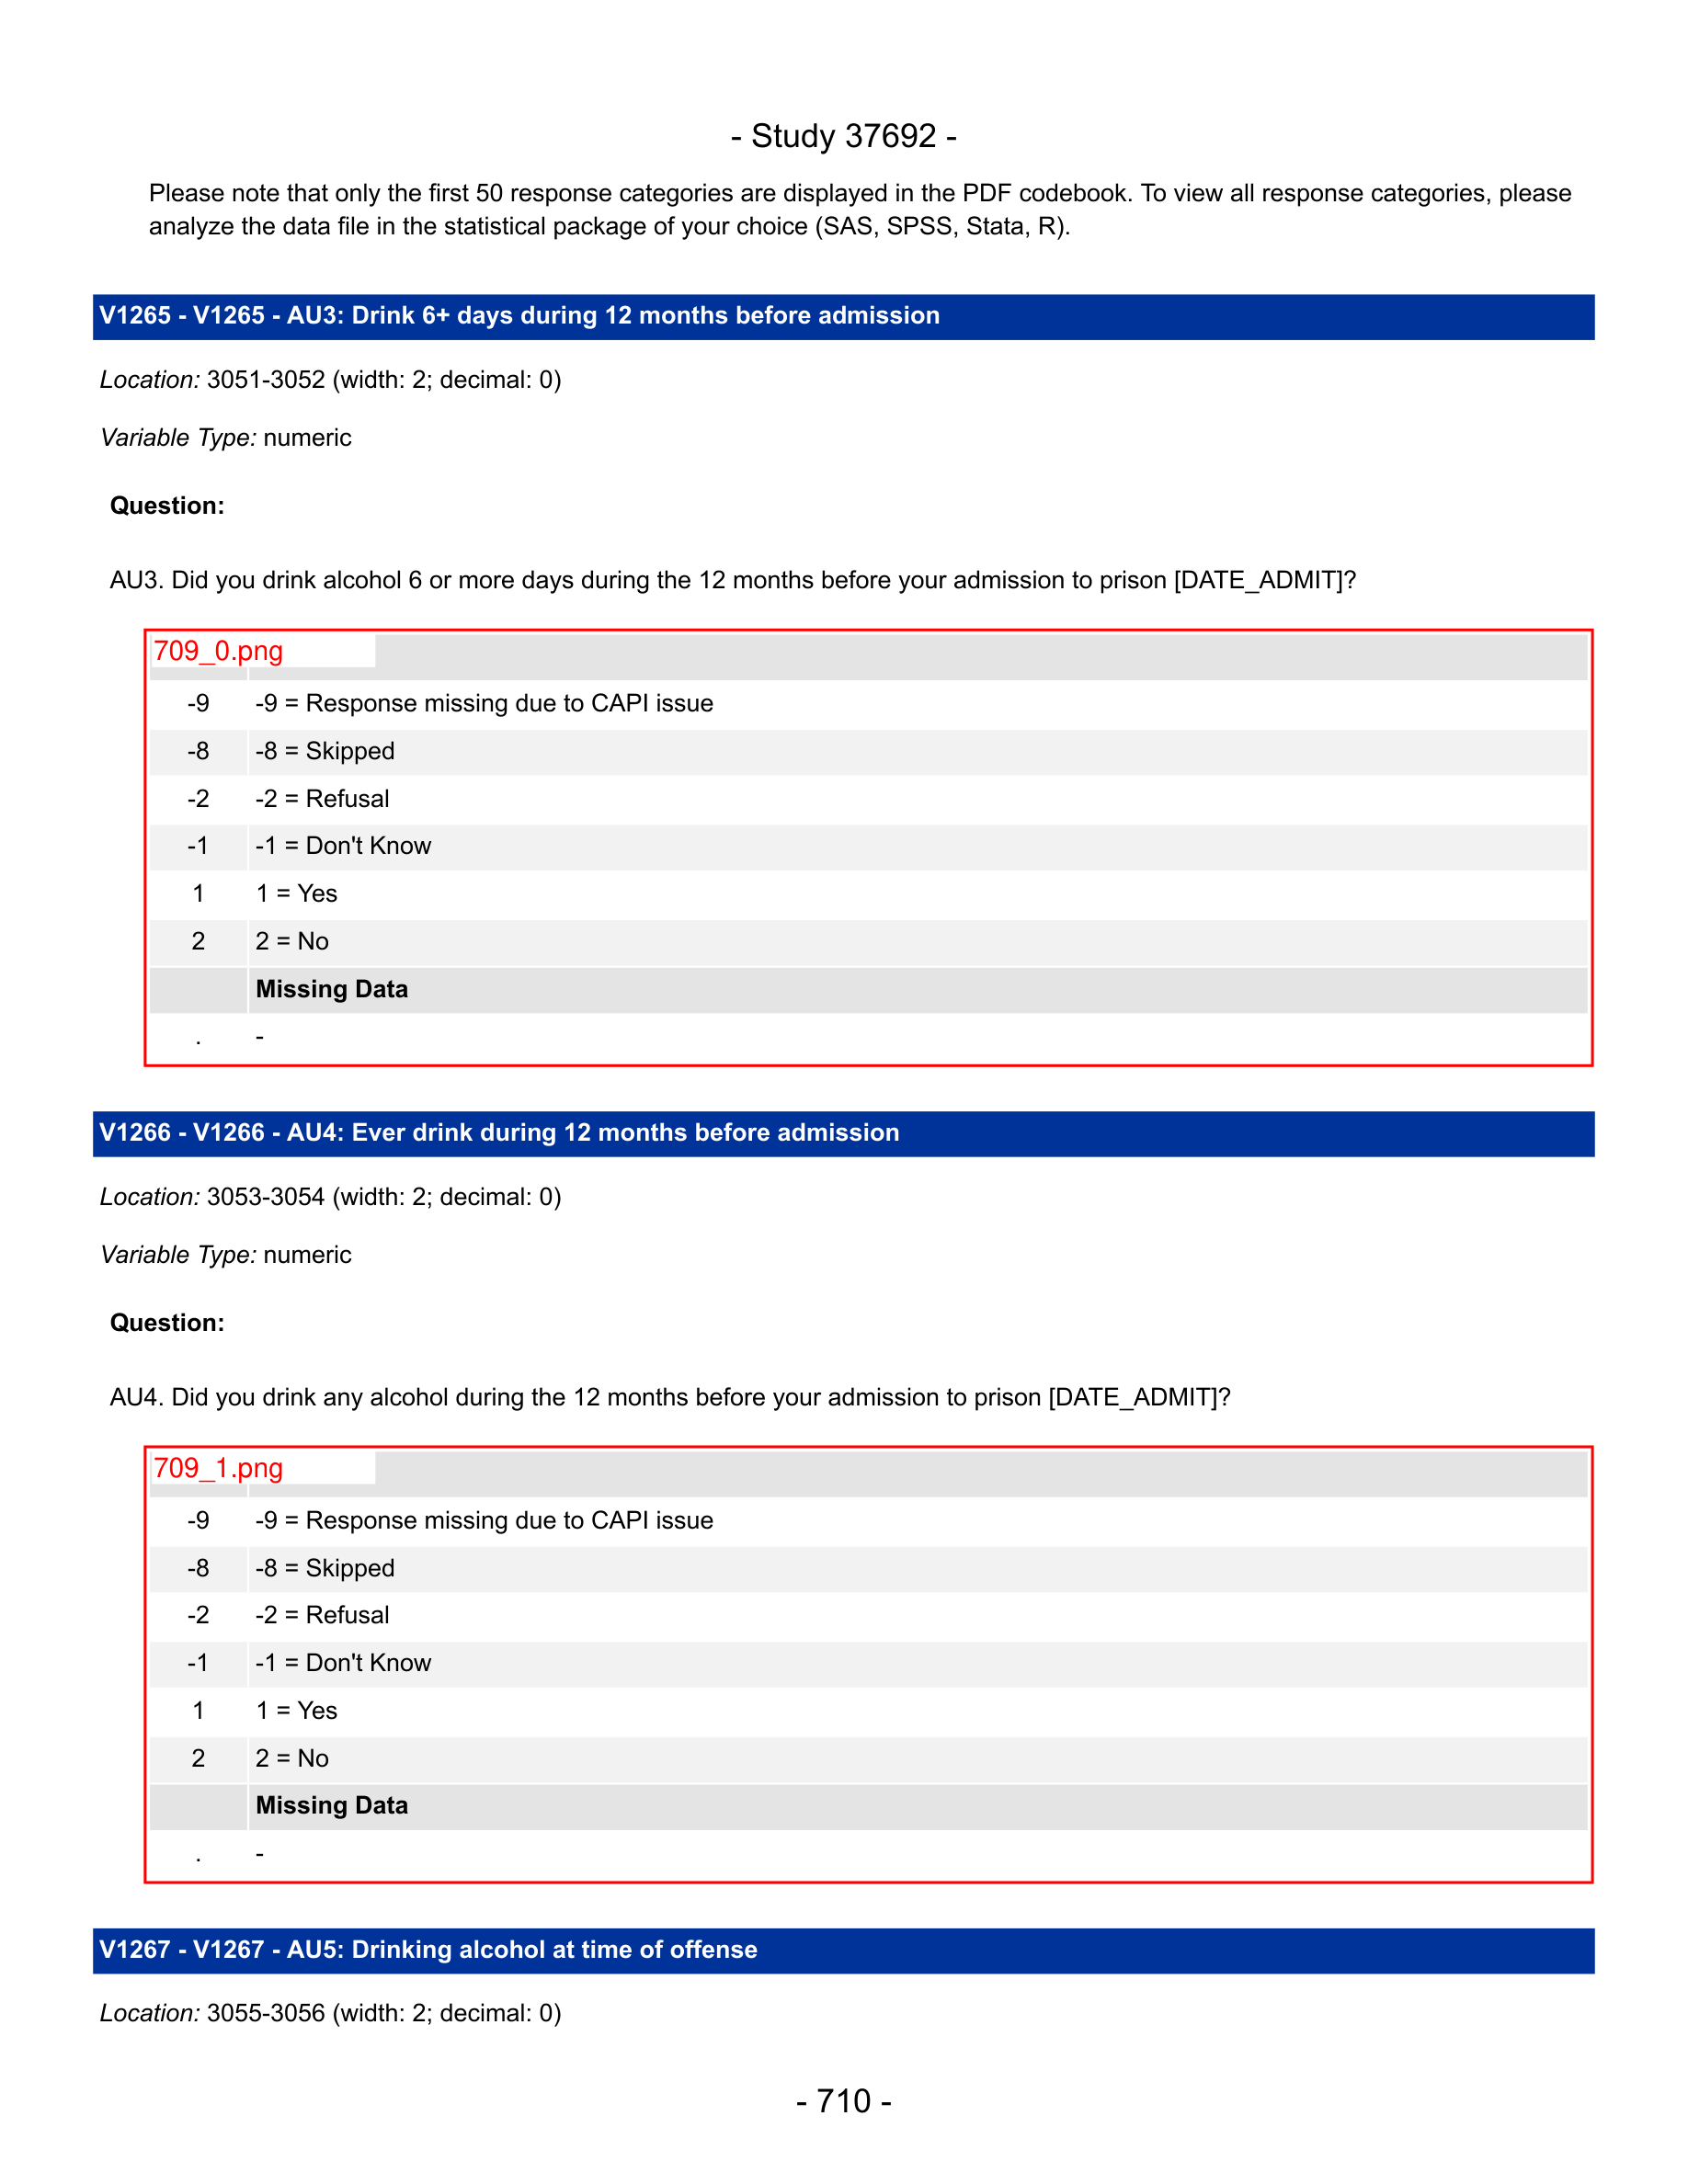 - Study 37692 -
Please note that only the first 50 response categories are displayed in the PDF codebook. To view all response categories, please
analyze the data file in the statistical package of your choice (SAS, SPSS, Stata, R).
V1265 - V1265 - AU3: Drink 6+ days during 12 months before admission
Location: 3051-3052 (width: 2; decimal: 0)
Variable Type: numeric
Question:
AU3. Did you drink alcohol 6 or more days during the 12 months before your admission to prison [DATE_ADMIT]?
709_0.png
-9 -9 = Response missing due to CAPI issue
-8 -8 = Skipped
-2 -2 = Refusal
-1 -1 = Don't Know
1 1 = Yes
2 2 = No
Missing Data
. -
V1266 - V1266 - AU4: Ever drink during 12 months before admission
Location: 3053-3054 (width: 2; decimal: 0)
Variable Type: numeric
Question:
AU4. Did you drink any alcohol during the 12 months before your admission to prison [DATE_ADMIT]?
709_1.png
-9 -9 = Response missing due to CAPI issue
-8 -8 = Skipped
-2 -2 = Refusal
-1 -1 = Don't Know
1 1 = Yes
2 2 = No
Missing Data
. -
V1267 - V1267 - AU5: Drinking alcohol at time of offense
Location: 3055-3056 (width: 2; decimal: 0)
- 710 -